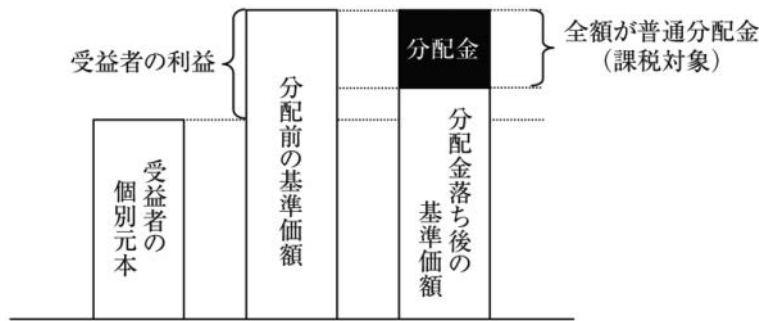 受益者の利益
分配金
全額が普通分配金
（課税対象）
受益者の
個別元本
分配前の基準価額
分配金落ち後の
基準価額